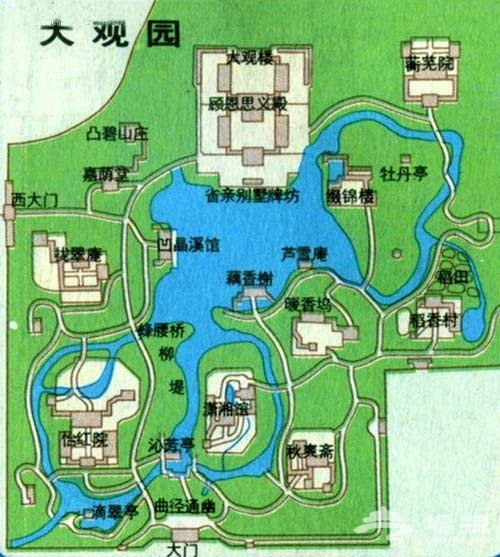 大观园
大观楼
顾恩思义殿
蘅芜院
凸碧山庄
嘉荫堂
牡丹亭
省亲别墅牌坊
缀锦楼
西大门
凹晶溪馆
芦雪庵
拢翠庵
藕香榭
稻田
暖香坞
稻香村
蜂腰桥
柳堤
潇湘馆
怡红院
沁芳亭
秋爽斋
滴翠亭
曲径通幽
大门